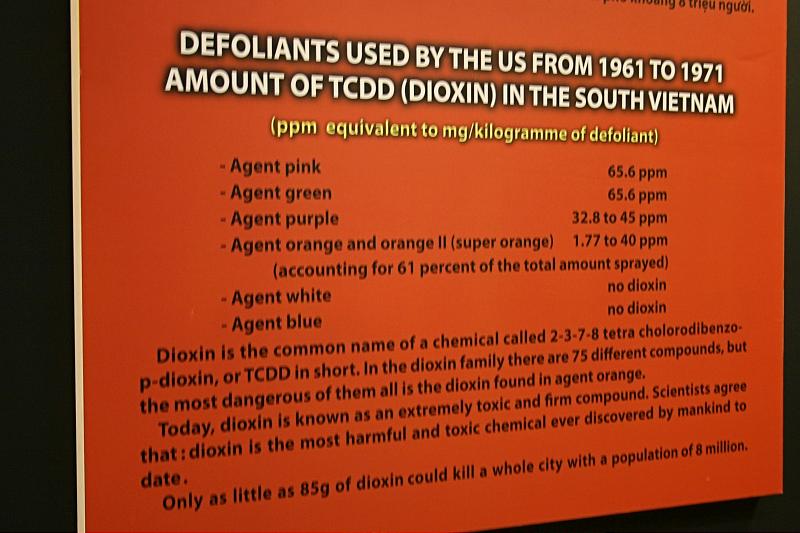 khoảng 8 triệu người.
DEFOLIANTS USED BY THE US FROM 1961 TO 1971
AMOUNT OF TCDD (DIOXIN) IN THE SOUTH VIETNAM
(ppm equivalent to mg/kilogramme of defoliant)
- Agent pink 65.6 ppm
- Agent green 65.6 ppm
- Agent purple 32.8 to 45 ppm
- Agent orange and orange II (super orange) 1.77 to 40 ppm
(accounting for 61 percent of the total amount sprayed)
- Agent white no dioxin
- Agent blue no dioxin
Dioxin is the common name of a chemical called 2-3-7-8 tetra cholorodibenzo-
p-dioxin, or TCDD in short. In the dioxin family there are 75 different compounds, but
the most dangerous of them all is the dioxin found in agent orange.
Today, dioxin is known as an extremely toxic and firm compound. Scientists agree
that : dioxin is the most harmful and toxic chemical ever discovered by mankind to
date.
Only as little as 85g of dioxin could kill a whole city with a population of 8 million.